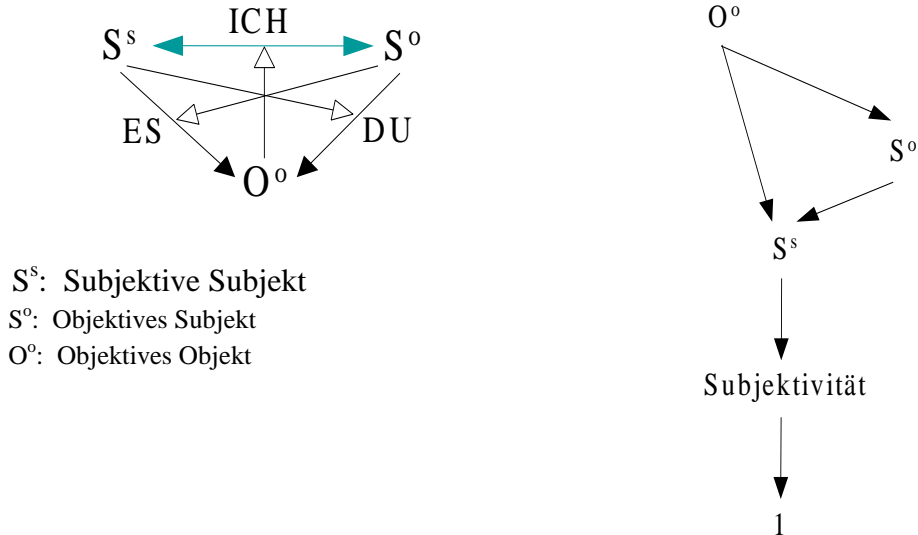 ICH
Sˢ Sᵒ
ES DU
Oᵒ
Sˢ: Subjektive Subjekt
Sᵒ: Objektives Subjekt
Oᵒ: Objektives Objekt
Oᵒ
Sᵒ
Sˢ
Subjektivität
1